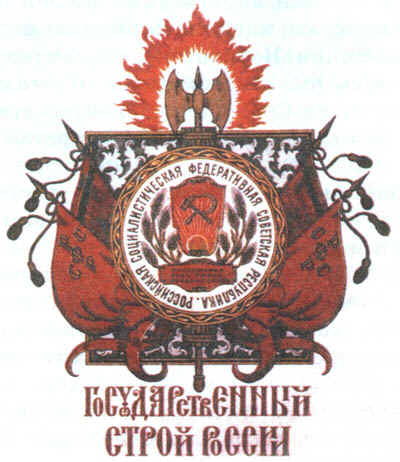 РОССИЙСКАЯ СОЦИАЛИСТИЧЕСКАЯ ФЕДЕРАТИВНАЯ СОВЕТСКАЯ РЕСПУБЛИКА.
ГОСУДАРСТВЕННЫЙ
СТРОЙ РОССИИ